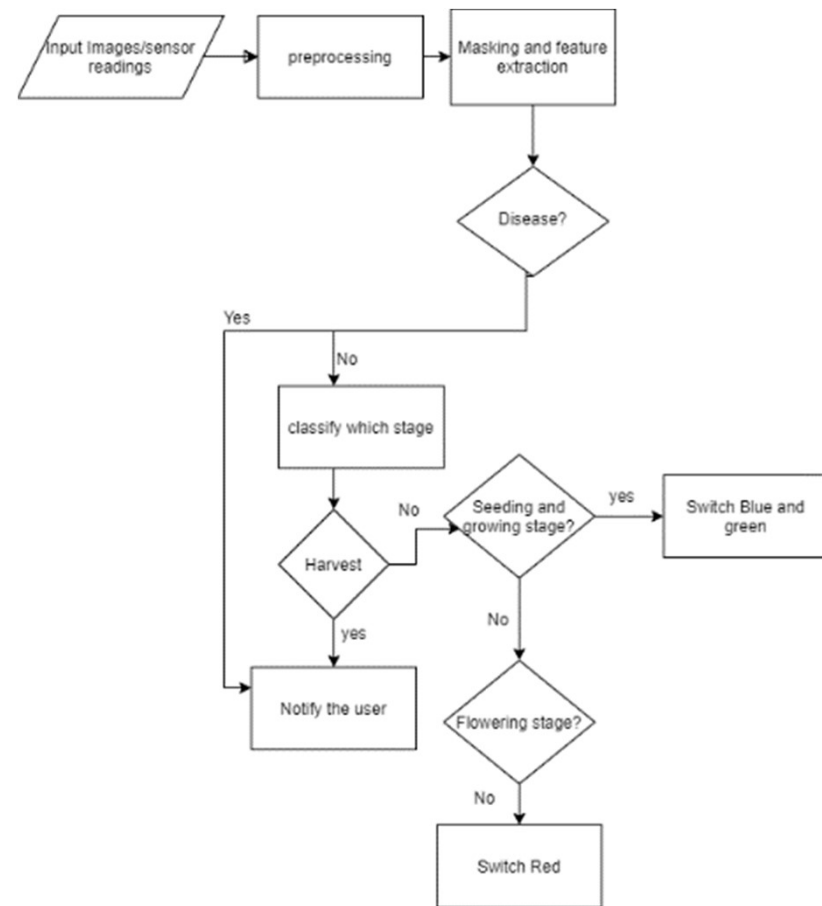 Input Images/sensor
readings
preprocessing
Masking and feature
extraction
Disease?
Yes
No
classify which stage
Harvest
No
Seeding and
growing stage?
yes
Switch Blue and
green
yes
Notify the user
No
Flowering stage?
No
Switch Red